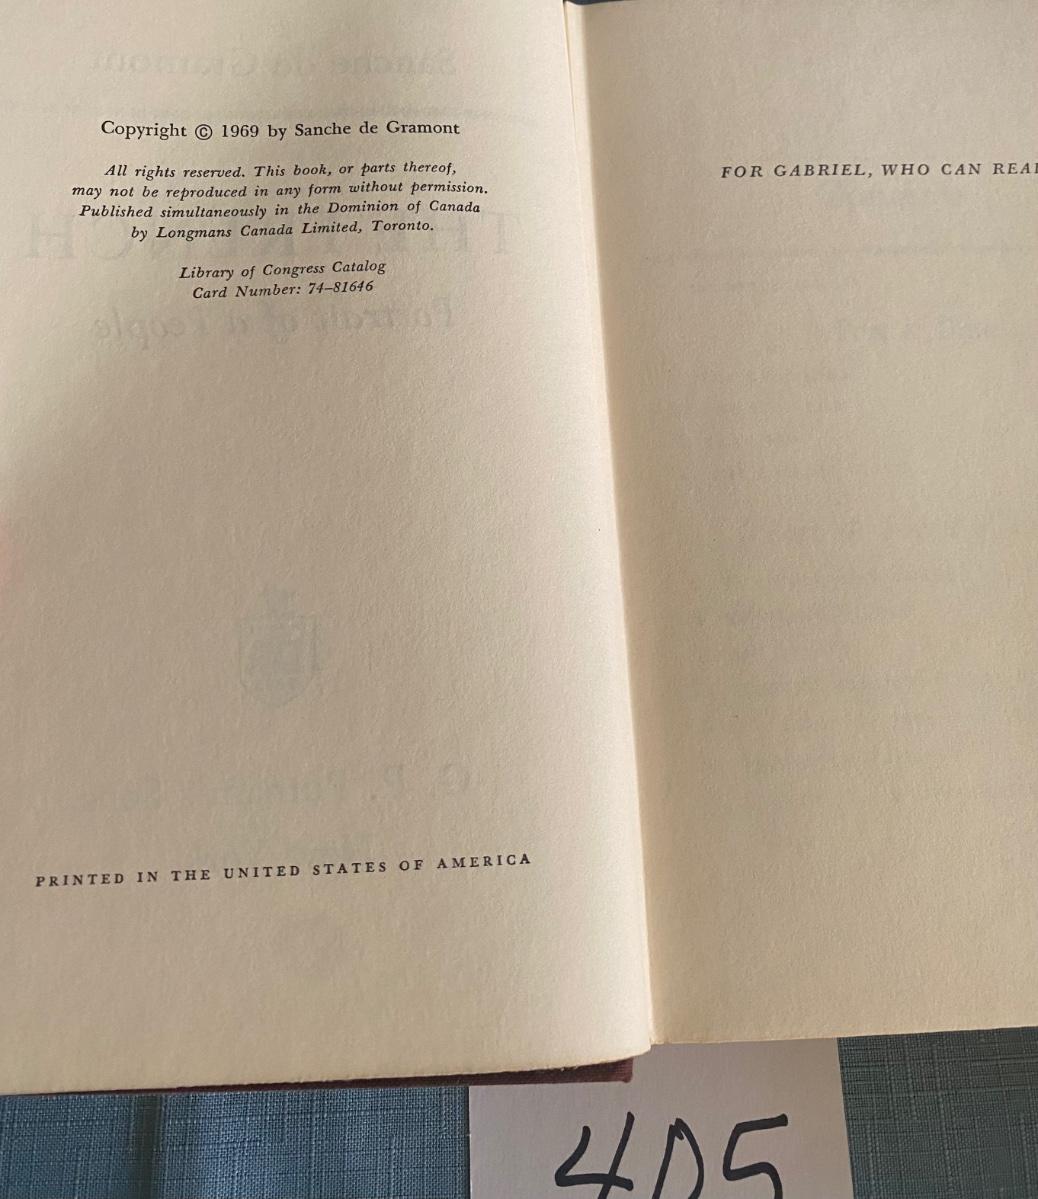 Copyright © 1969 by Sanche de Gramont
All rights reserved. This book, or parts thereof,
may not be reproduced in any form without permission.
Published simultaneously in the Dominion of Canada
by Longmans Canada Limited, Toronto.
Library of Congress Catalog
Card Number: 74–81646
PRINTED IN THE UNITED STATES OF AMERICA
FOR GABRIEL, WHO CAN REA
405